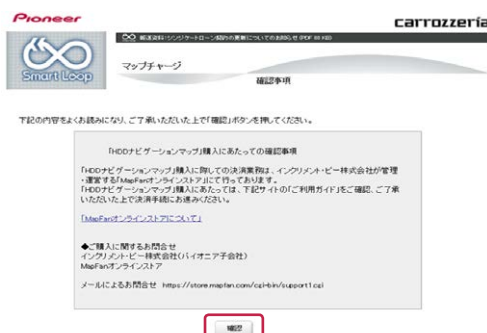 Pioneer
carrozzeria
Smart Loop
マップチャージ
確認事項
下記の内容をよくお読みになり、ご了承いただいた上で「確認」ボタンを押してください。
「HDDナビゲーションマップ」購入にあたっての確認事項
「HDDナビゲーションマップ」購入に際しての決済業務は、インクリメント・ピー株式会社が管理
・運営する「MapFanオンラインストア」にて行っております。
「HDDナビゲーションマップ」購入にあたっては、下記サイトの「ご利用ガイド」をご確認、ご了承
いただいた上で決済手続にお進みください。
「MapFanオンラインストアについて」
◆ご購入に関するお問合せ
インクリメント・ピー株式会社(パイオニア子会社)
MapFanオンラインストア
メールによるお問合せ https://store.mapfan.com/cgi-bin/support1.cgi
確認